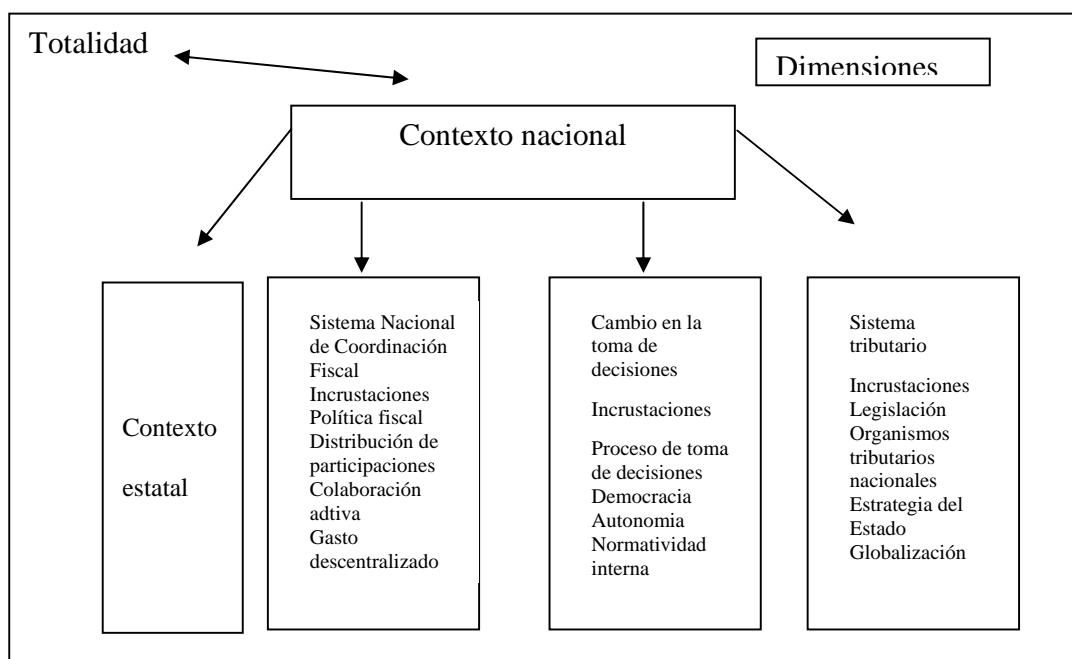 Totalidad
Dimensiones
Contexto nacional
Contexto
estatal
Sistema Nacional
de Coordinación
Fiscal
Incrustaciones
Política fiscal
Distribución de
participaciones
Colaboración
adtiva
Gasto
descentralizado
Cambio en la
toma de
decisiones
Incrustaciones
Proceso de toma
de decisiones
Democracia
Autonomia
Normatividad
interna
Sistema
tributario
Incrustaciones
Legislación
Organismos
tributarios
nacionales
Estrategia del
Estado
Globalización